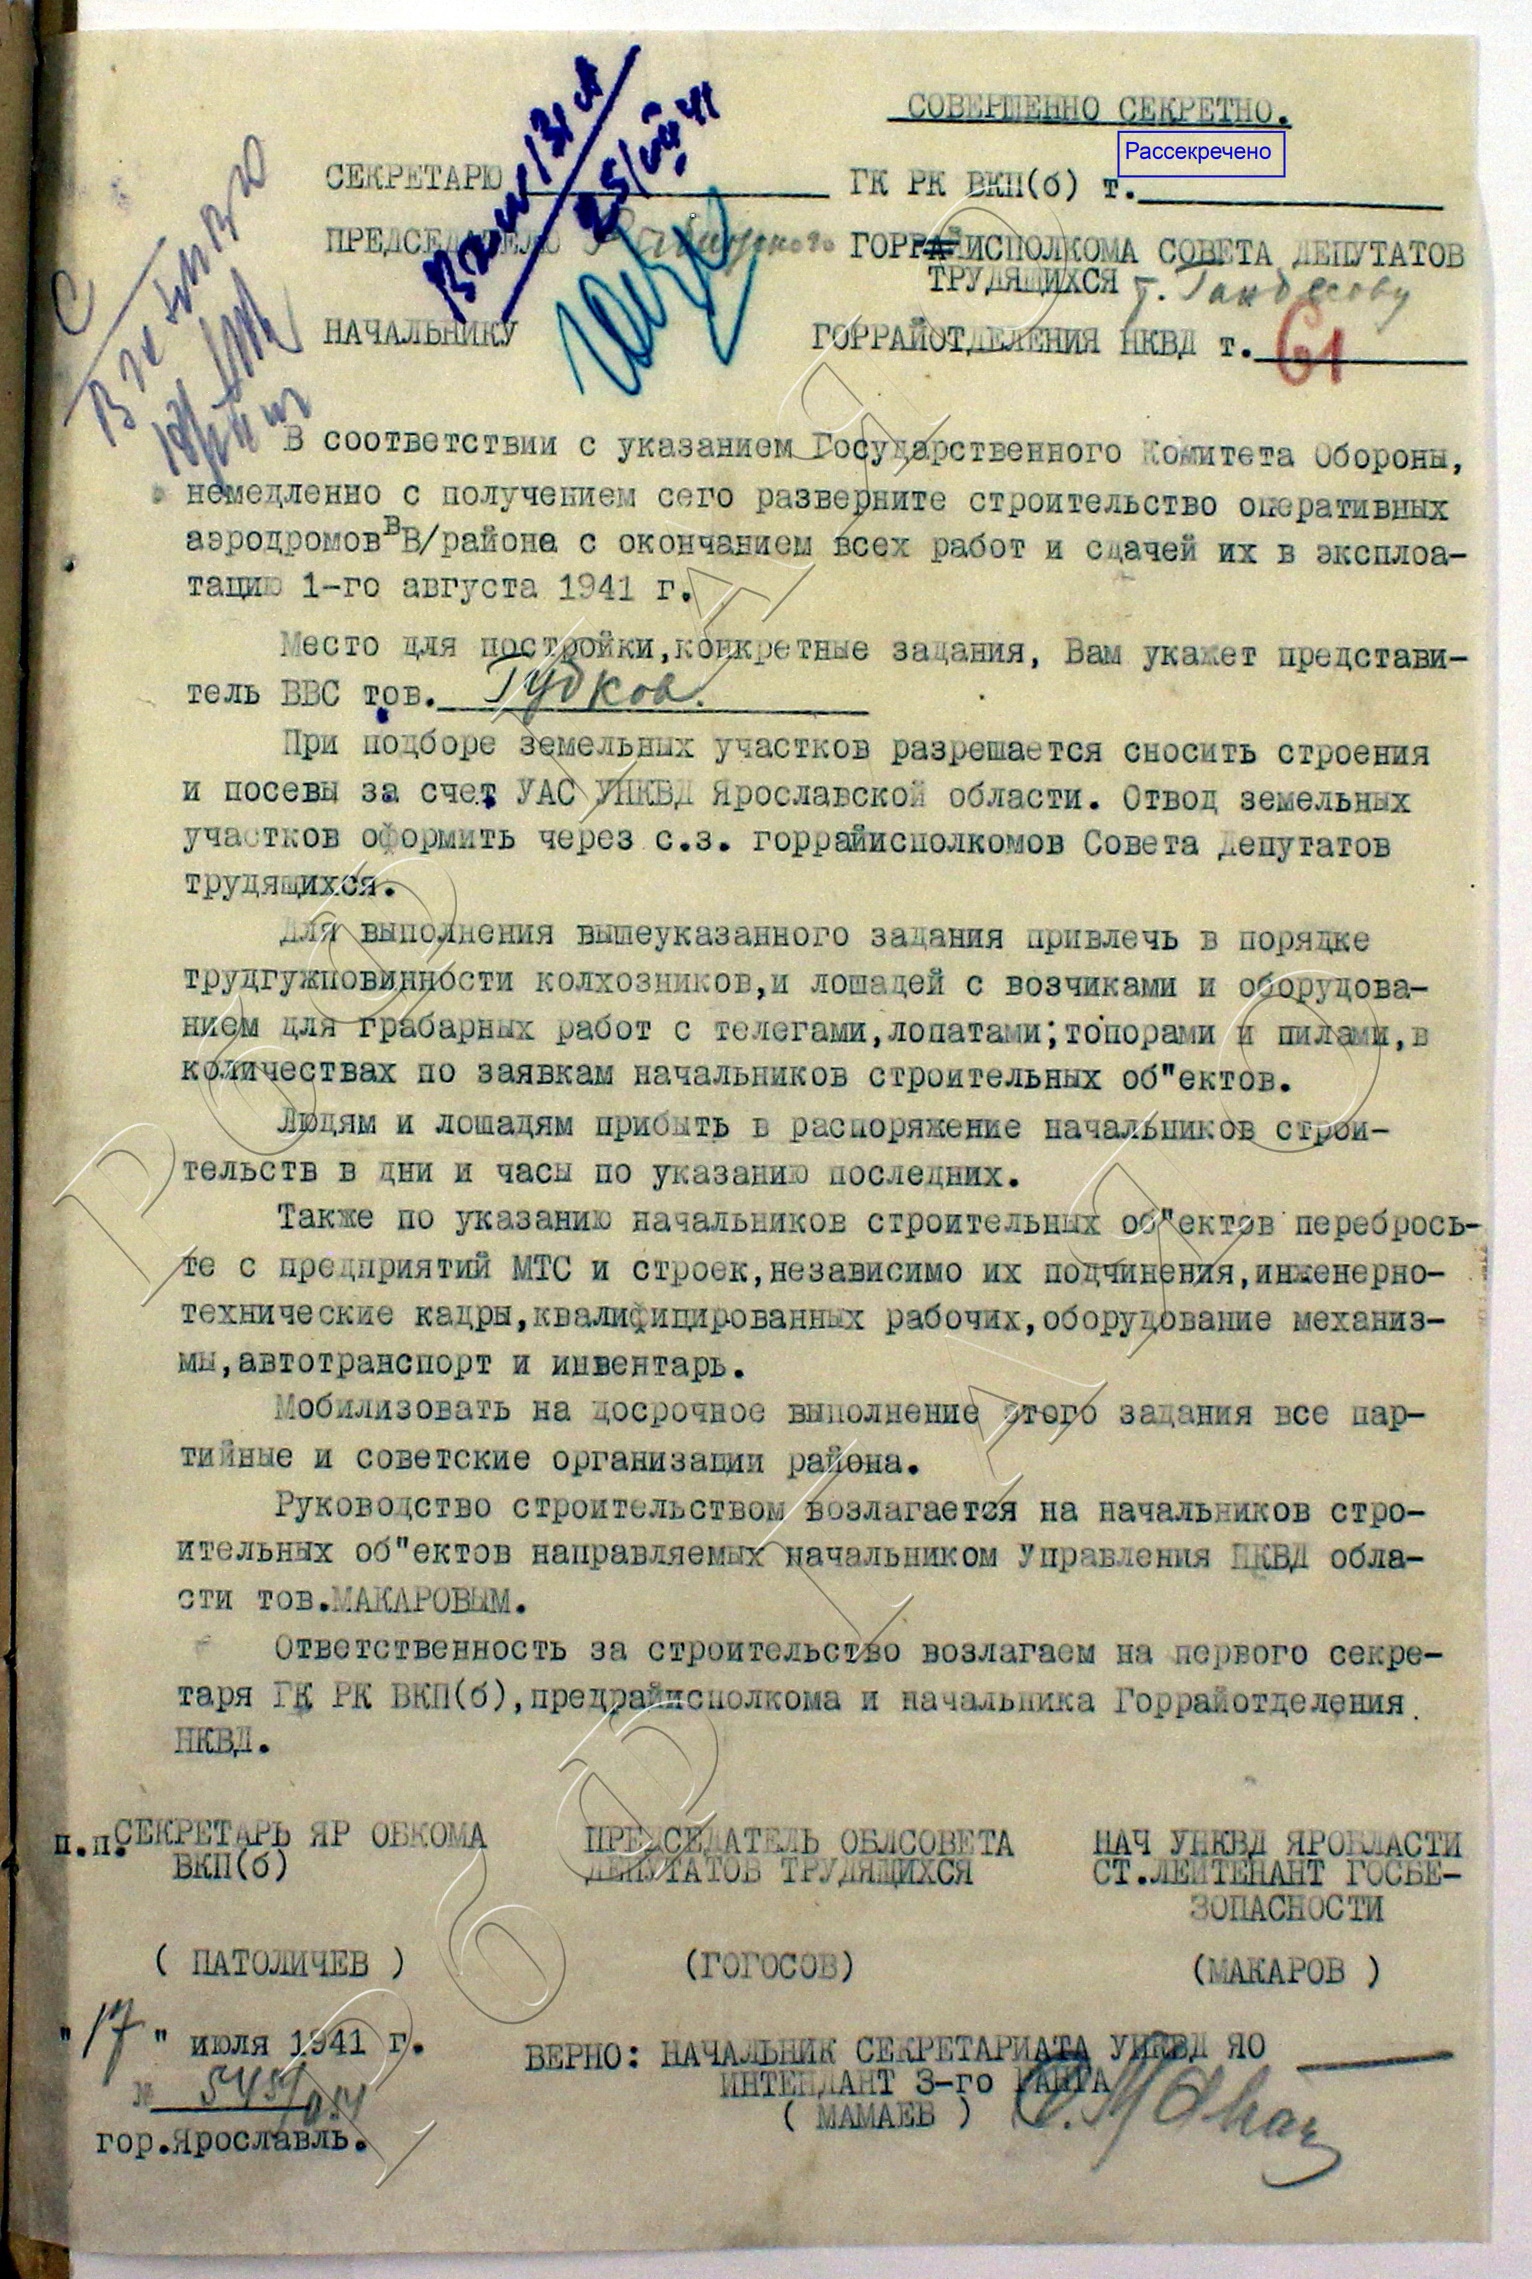 СОВЕРШЕННО СЕКРЕТНО.
Рассекречено
СЕКРЕТАРЮ ГК РК ВКП(б) т.
ПРЕДСЕДАТЕЛЮ ГОРРАЙИСПОЛКОМА СОВЕТА ДЕПУТАТОВ
ТРУДЯЩИХСЯ т.
НАЧАЛЬНИКУ ГОРРАЙОТДЕЛЕНИЯ НКВД т.
61
В соответствии с указанием Государственного Комитета Обороны,
немедленно с получением сего разверните строительство оперативных
аэродромов в В/района с окончанием всех работ и сдачей их в эксплоа-
тацию 1-го августа 1941 г.
Место для постройки,конкретные задания, Вам укажет представи-
тель ВВС тов. Гудков.
При подборе земельных участков разрешается сносить строения
и посевы за счет УАС УНКВД Ярославской области. Отвод земельных
участков оформить через с.з. горрайисполкомов Совета Депутатов
трудящихся.
Для выполнения вышеуказанного задания привлечь в порядке
трудгужповинности колхозников,и лошадей с возчиками и оборудова-
нием для грабарных работ с телегами,лопатами;топорами и пилами,в
количествах по заявкам начальников строительных об"ектов.
Людям и лошадям прибыть в распоряжение начальников строи-
тельств в дни и часы по указанию последних.
Также по указанию начальников строительных об"ектов перебрось-
те с предприятий МТС и строек,независимо их подчинения,инженерно-
технические кадры,квалифицированных рабочих,оборудование механиз-
мы,автотранспорт и инвентарь.
Мобилизовать на досрочное выполнение этого задания все пар-
тийные и советские организации района.
Руководство строительством возлагается на начальников стро-
ительных об"ектов направляемых начальником Управления НКВД обла-
сти тов.МАКАРОВЫМ.
Ответственность за строительство возлагаем на первого секре-
таря ГК РК ВКП(б),предрайисполкома и начальника Горрайотделения
НКВД.
п.п.СЕКРЕТАРЬ ЯР ОБКОМА
ВКП(б)
( ПАТОЛИЧЕВ )
ПРЕДСЕДАТЕЛЬ ОБЛСОВЕТА
ДЕПУТАТОВ ТРУДЯЩИХСЯ
(ГОГОСОВ)
НАЧ УНКВД ЯРОБЛАСТИ
СТ.ЛЕЙТЕНАНТ ГОСБЕ-
ЗОПАСНОСТИ
(МАКАРОВ )
"17" июля 1941 г.
№
гор.Ярославль.
ВЕРНО: НАЧАЛЬНИК СЕКРЕТАРИАТА УНКВД ЯО
ИНТЕНДАНТ 3-го РАНГА
( МАМАЕВ )